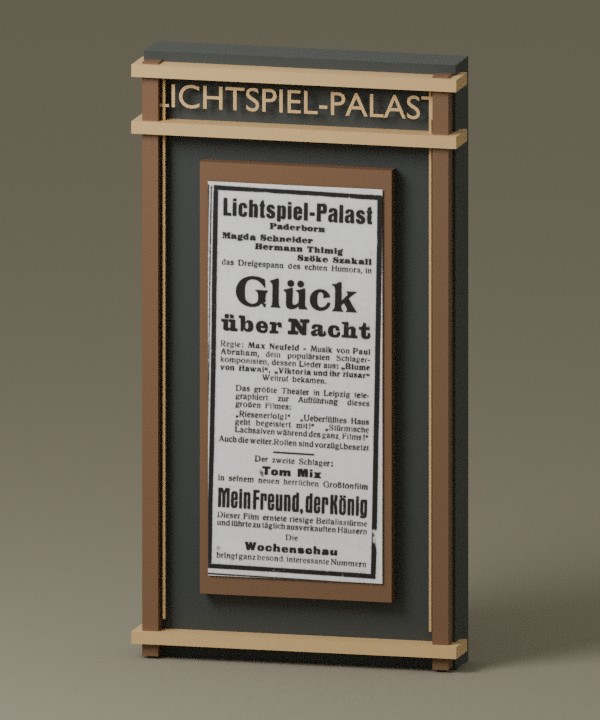 LICHTSPIEL-PALAST
Lichtspiel-Palast
Paderborn
Magda Schneider
Hermann Thimig
Szöke Szakall
das Dreigespann des echten Humors, in
Glück
über Nacht
Regie: Max Neufeld - Musik von Paul
Abraham, dem populärsten Schlager-
komponisten, dessen Lieder aus: „Blume
von Hawai", „Viktoria und ihr Husar"
Weltruf bekamen.
Das größte Theater in Leipzig tele-
graphiert zur Aufführung dieses
großen Filmes:
„Riesenerfolg!" „Ueberfülltes Haus
geht begeistert mit!" „Stürmische
Lachsalven während des ganz. Films!"
Auch die weiter. Rollen sind vorzügl. besetzt
Der zweite Schlager:
Tom Mix
in seinem neuen herrlichen Großtonfilm
Mein Freund, der König
Dieser Film erntete riesige Beifallsstürme
und führte zu täglich ausverkauften Häusern
Die
Wochenschau
bringt ganz besond. interessante Nummern